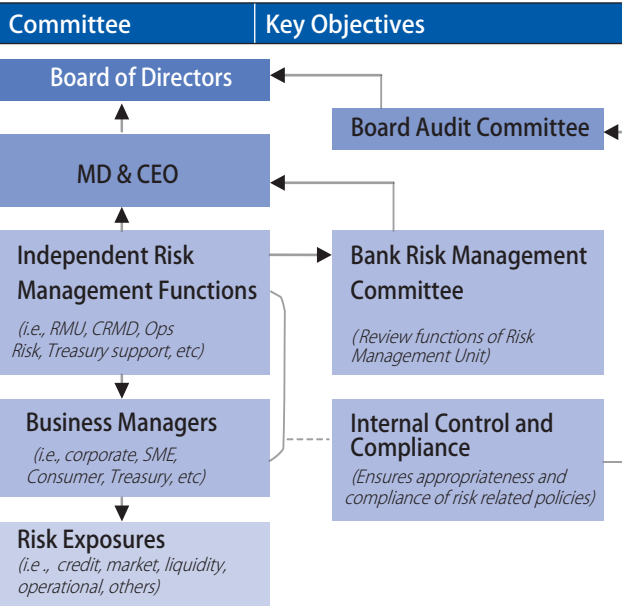 Committee
Key Objectives
Board of Directors
Board Audit Committee
MD & CEO
Independent Risk
Management Functions
(i.e., RMU, CRMD, Ops
Risk, Treasury support, etc)
Bank Risk Management
Committee
(Review functions of Risk
Management Unit)
Business Managers
(i.e., corporate, SME,
Consumer, Treasury, etc)
Internal Control and
Compliance
(Ensures appropriateness and
compliance of risk related policies)
Risk Exposures
(i.e ., credit, market, liquidity,
operational, others)